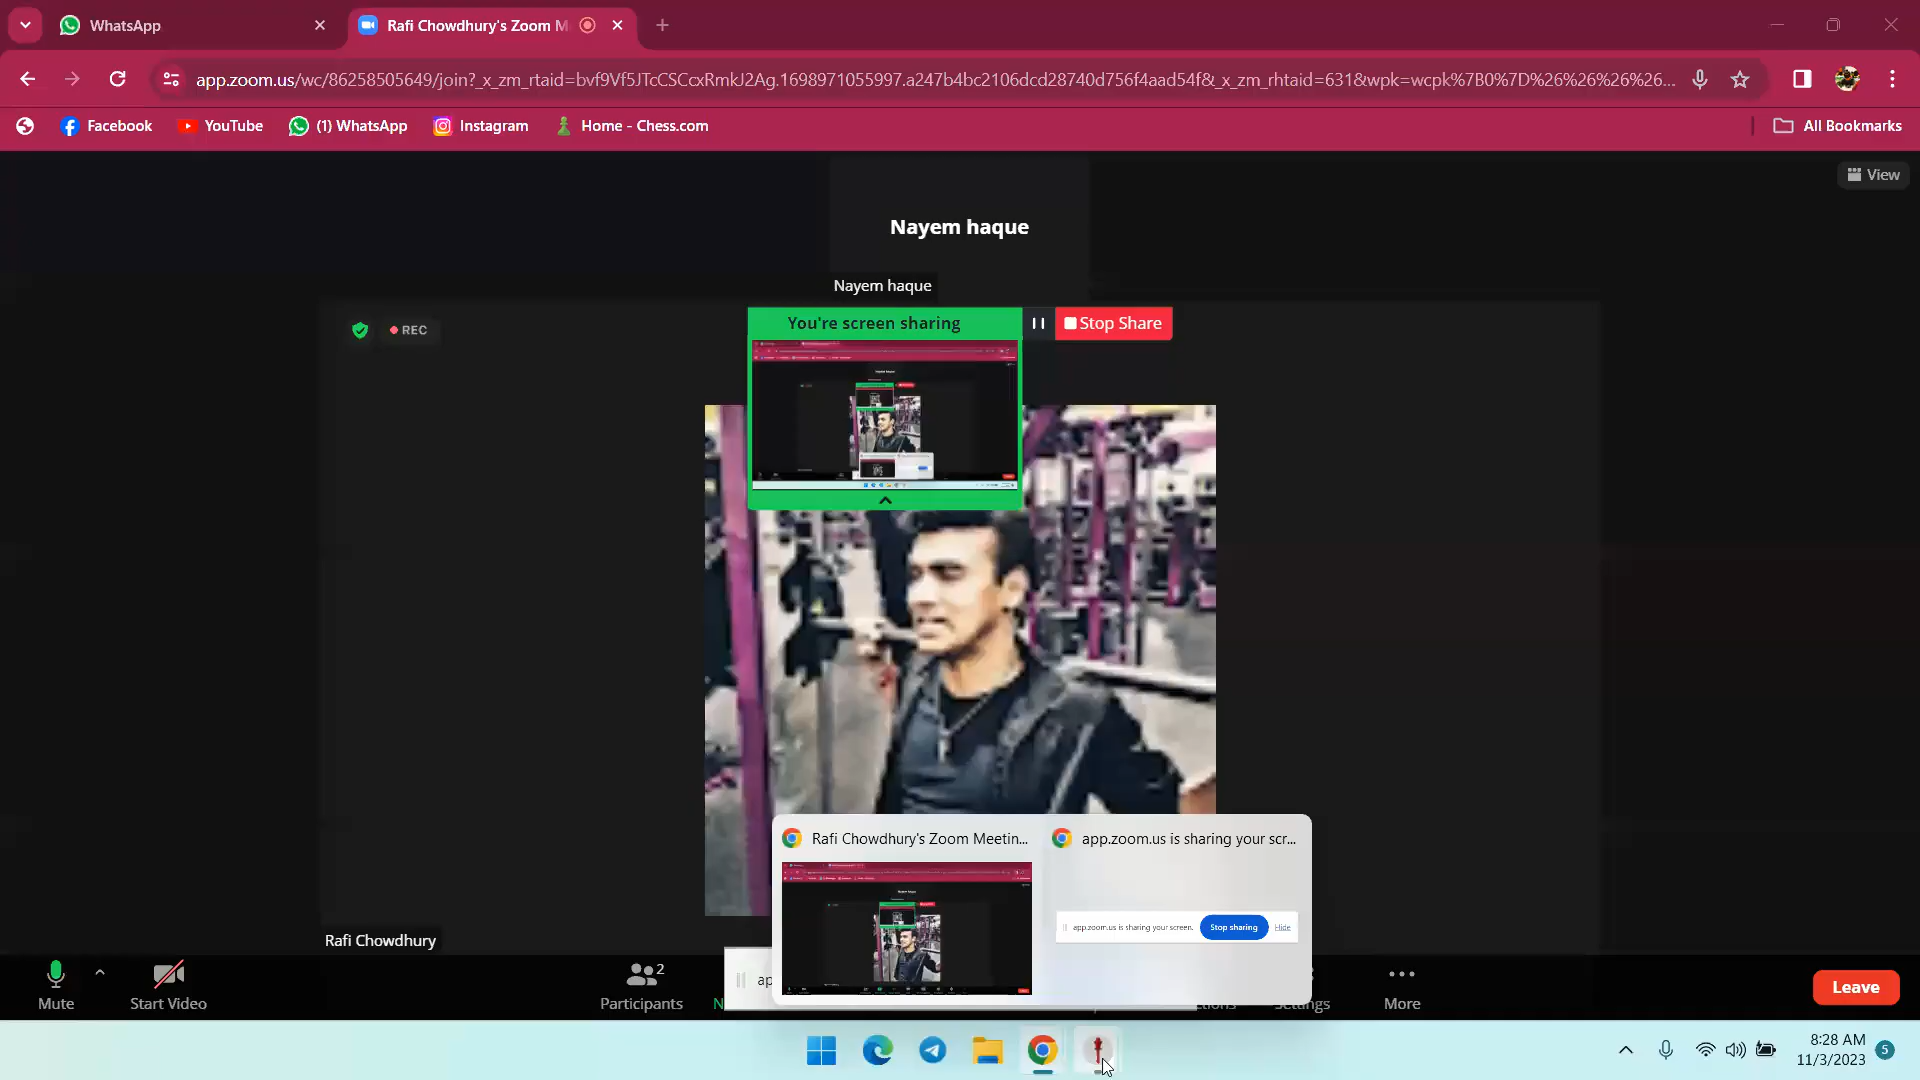 WhatsApp
Rafi Chowdhury's Zoom M
app.zoom.us/wc/86258505649/join?_x_zm_rtaid=bvf9Vf5JTcCSCcxRmkJ2Ag.1698971055997.a247b4bc2106dcd28740d756f4aad54f&_x_zm_rhtaid=631&wpk=wcpk%7B0%7D%26%26%26%26...
Facebook
YouTube
(1) WhatsApp
Instagram
Home - Chess.com
All Bookmarks
View
Nayem haque
Nayem haque
REC
You're screen sharing
Stop Share
Rafi Chowdhury's Zoom Meetin...
app.zoom.us is sharing your scr...
app.zoom.us is sharing your screen.
Stop sharing
Hide
Rafi Chowdhury
Mute
Start Video
2
Participants
N
ap
More
Leave
8:28 AM
11/3/2023
5